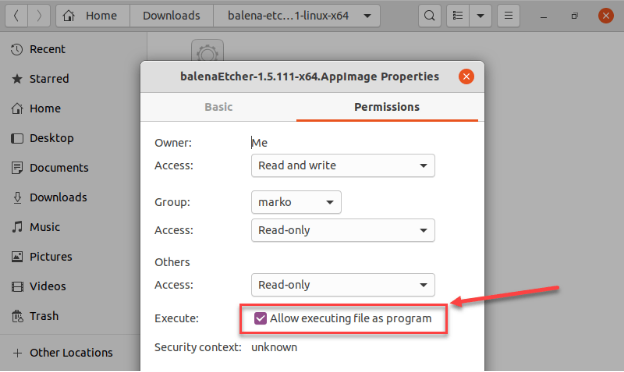 Home Downloads balena-etc…1-linux-x64
Recent
Starred
Home
Desktop
Documents
Downloads
Music
Pictures
Videos
Trash
+ Other Locations
balenaEtcher-1.5.111-x64.AppImage Properties
Basic Permissions
Owner: Me
Access: Read and write
Group: marko
Access: Read-only
Others
Access: Read-only
Execute: Allow executing file as program
Security context: unknown